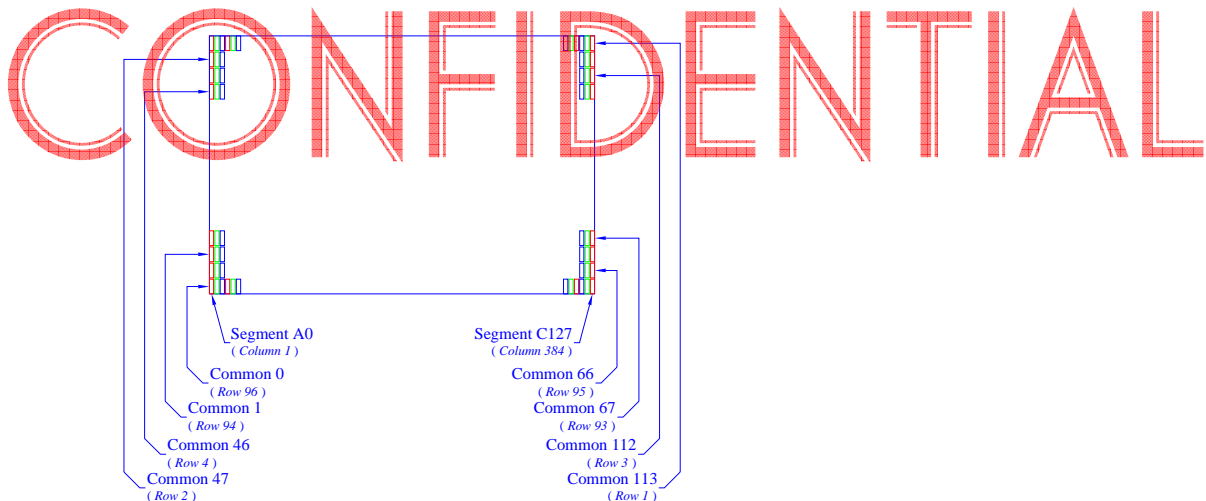 CONFIDENTIAL
Segment A0 Segment C127
( Column 1 ) ( Column 384 )
Common 0 Common 66
( Row 96 ) ( Row 95 )
Common 1 Common 67
( Row 94 ) ( Row 93 )
Common 46 Common 112
( Row 4 ) ( Row 3 )
Common 47 Common 113
( Row 2 ) ( Row 1 )